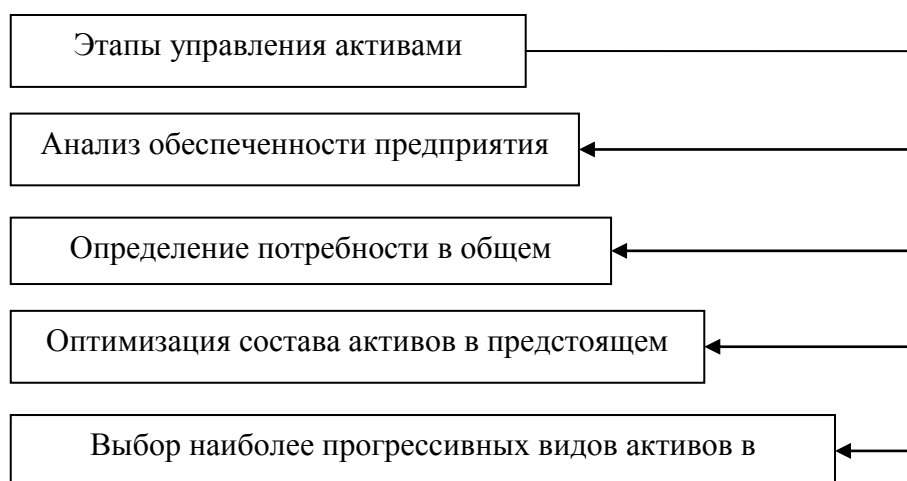 Этапы управления активами
Анализ обеспеченности предприятия
Определение потребности в общем
Оптимизация состава активов в предстоящем
Выбор наиболее прогрессивных видов активов в